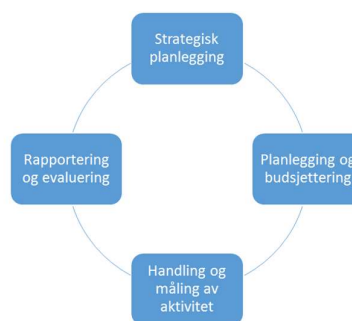 Strategisk
planlegging
Planlegging og
budsjettering
Handling og
måling av
aktivitet
Rapportering
og evaluering